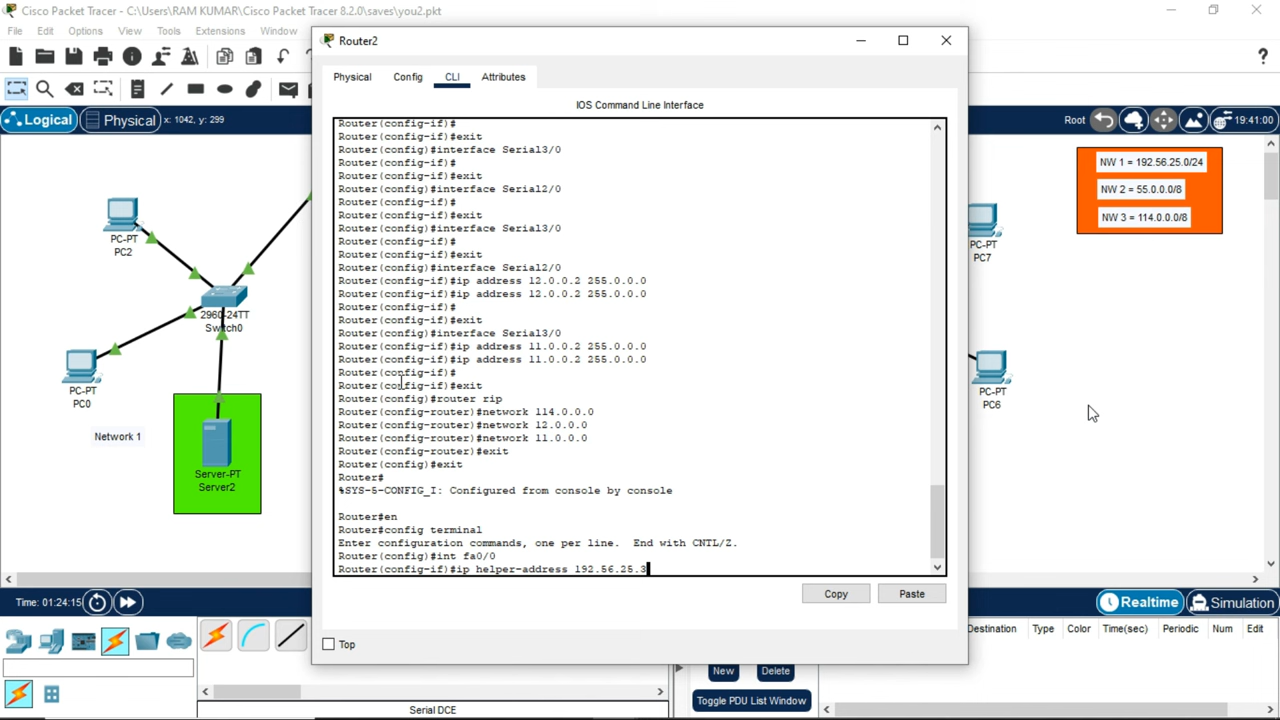 Cisco Packet Tracer - C:\Users\RAM KUMAR\Cisco Packet Tracer 8.2.0\saves\you2.pkt
File Edit Options View Tools Extensions Window
Logical Physical x: 1042, y: 299
Root 19:41:00
PC-PT
PC2
2960-24TT
Switch0
PC-PT
PC0
Network 1
Server-PT
Server2
Router2
Physical Config CLI Attributes
IOS Command Line Interface
Router(config-if)#
Router(config-if)#exit
Router(config)#interface Serial3/0
Router(config-if)#
Router(config-if)#exit
Router(config)#interface Serial2/0
Router(config-if)#
Router(config-if)#exit
Router(config)#interface Serial3/0
Router(config-if)#
Router(config-if)#exit
Router(config)#interface Serial2/0
Router(config-if)#ip address 12.0.0.2 255.0.0.0
Router(config-if)#ip address 12.0.0.2 255.0.0.0
Router(config-if)#
Router(config-if)#exit
Router(config)#interface Serial3/0
Router(config-if)#ip address 11.0.0.2 255.0.0.0
Router(config-if)#ip address 11.0.0.2 255.0.0.0
Router(config-if)#
Router(config-if)#exit
Router(config)#router rip
Router(config-router)#network 114.0.0.0
Router(config-router)#network 12.0.0.0
Router(config-router)#network 11.0.0.0
Router(config-router)#exit
Router(config)#exit
Router#
%SYS-5-CONFIG_I: Configured from console by console
Router#en
Router#config terminal
Enter configuration commands, one per line.  End with CNTL/Z.
Router(config)#int fa0/0
Router(config-if)#ip helper-address 192.56.25.3
Copy Paste
Top
NW 1 = 192.56.25.0/24
NW 2 = 55.0.0.0/8
NW 3 = 114.0.0.0/8
PC-PT
PC7
PC-PT
PC6
Time: 01:24:15
Realtime Simulation
Destination Type Color Time(sec) Periodic Num Edit
New Delete
Toggle PDU List Window
Serial DCE